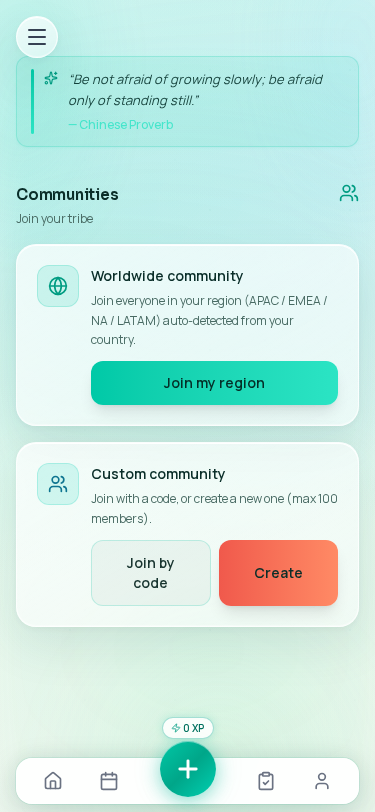 “Be not afraid of growing slowly; be afraid
only of standing still.”
— Chinese Proverb
Communities
Join your tribe
Worldwide community
Join everyone in your region (APAC / EMEA /
NA / LATAM) auto-detected from your
country.
Join my region
Custom community
Join with a code, or create a new one (max 100
members).
Join by
code
Create
0 XP